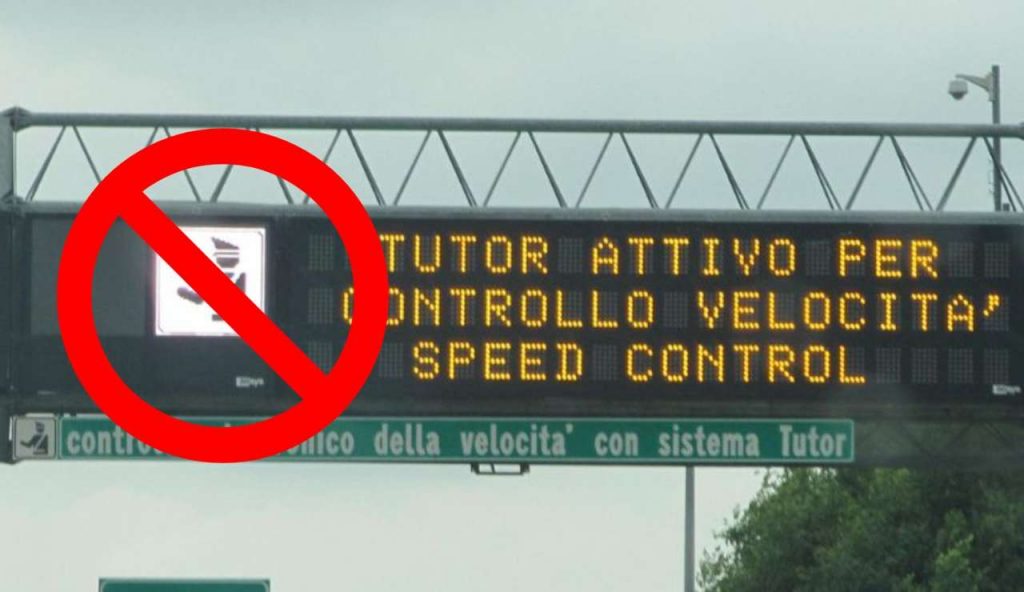 TUTOR ATTIVO PER
CONTROLLO VELOCITA'
SPEED CONTROL
della velocita' con sistema Tutor